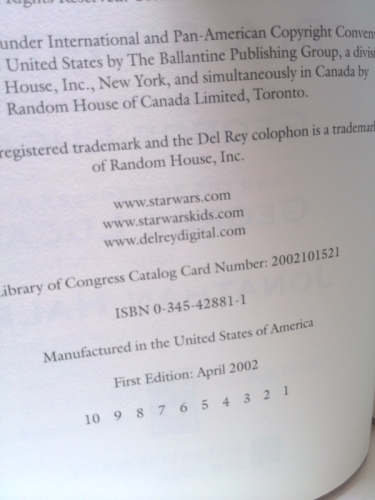 Rights Reserved.
under International and Pan-American Copyright
United States by The Ballantine Publishing Group, a
House, Inc., New York, and simultaneously in Canada by
Random House of Canada Limited, Toronto.
registered trademark and the Del Rey colophon is a trademark
of Random House, Inc.
www.starwars.com
www.starwarskids.com
www.delreydigital.com
Library of Congress Catalog Card Number: 2002101521
ISBN 0-345-42881-1
Manufactured in the United States of America
First Edition: April 2002
10 9 8 7 6 5 4 3 2 1